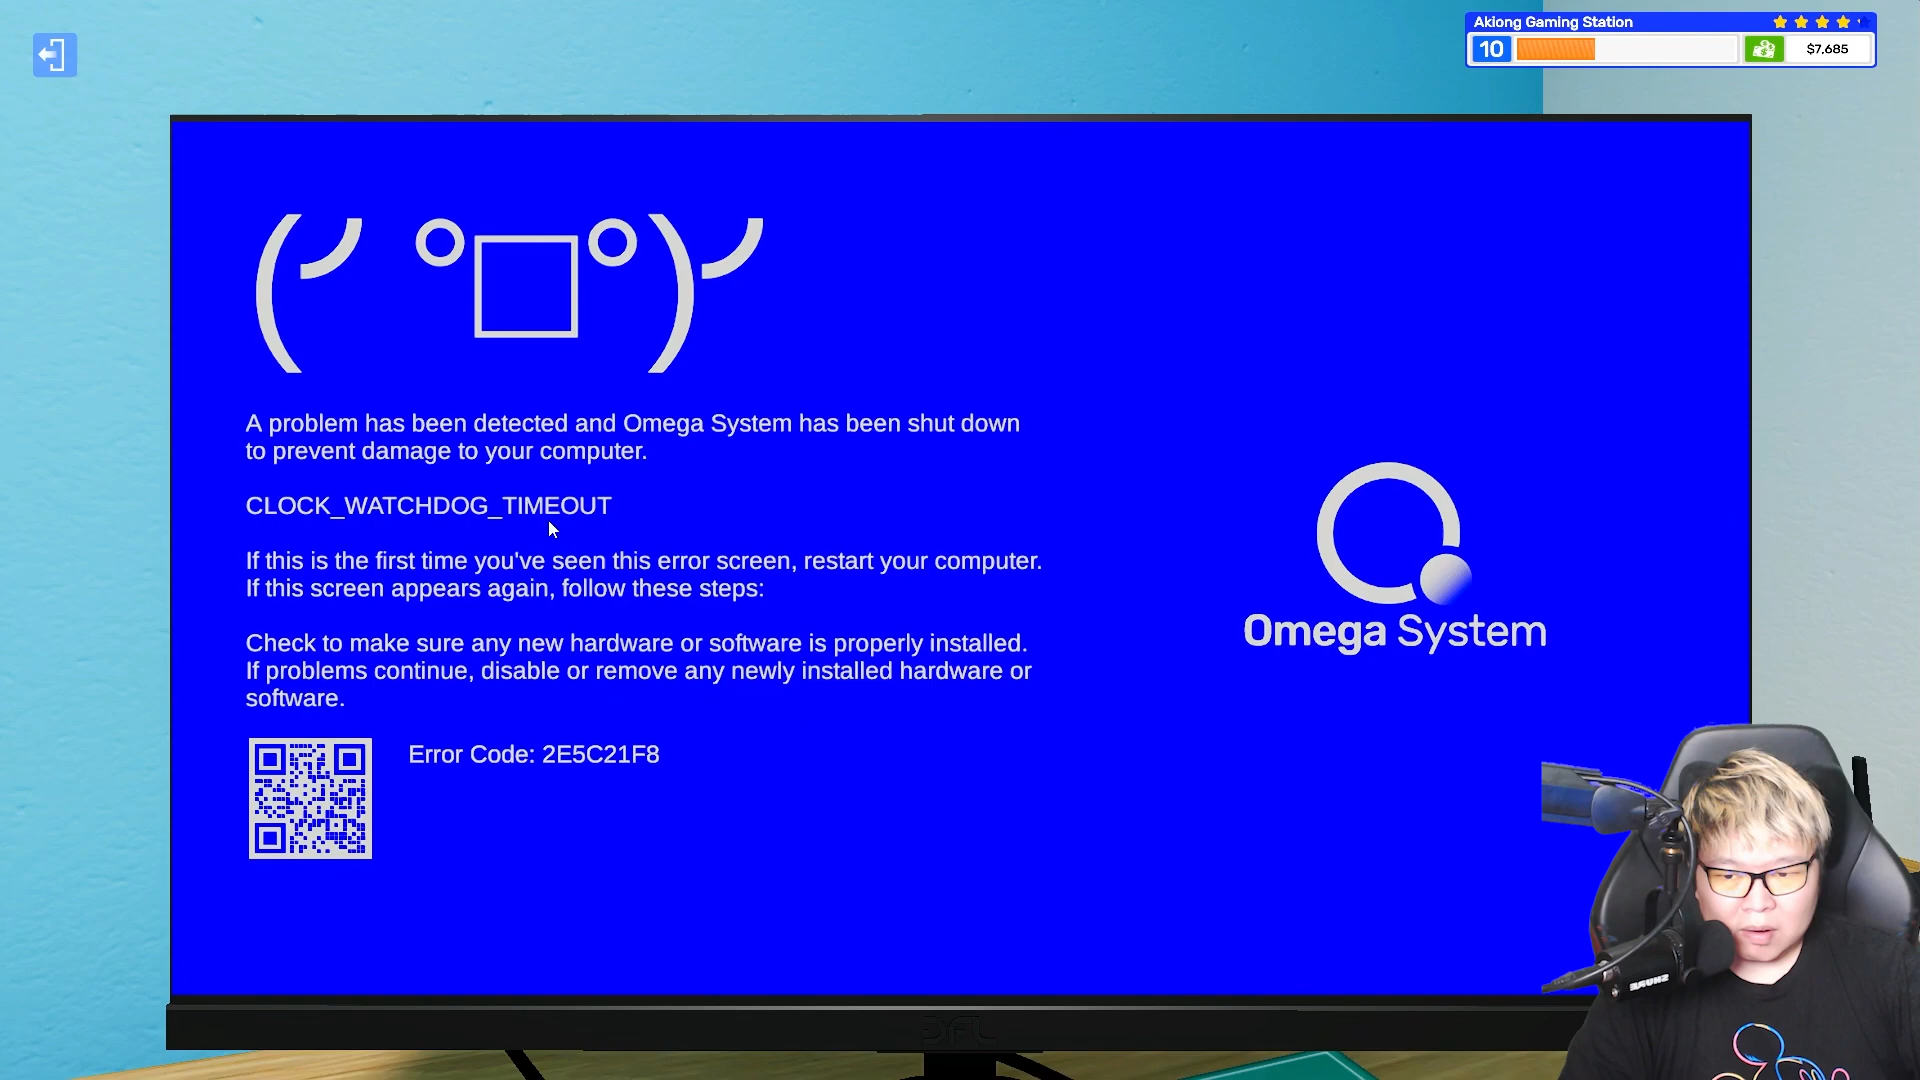 Akiong Gaming Station
10
$7,685
(╯°□°)╯
A problem has been detected and Omega System has been shut down
to prevent damage to your computer.
CLOCK_WATCHDOG_TIMEOUT
If this is the first time you've seen this error screen, restart your computer.
If this screen appears again, follow these steps:
Check to make sure any new hardware or software is properly installed.
If problems continue, disable or remove any newly installed hardware or
software.
Error Code: 2E5C21F8
Omega System
SHURE